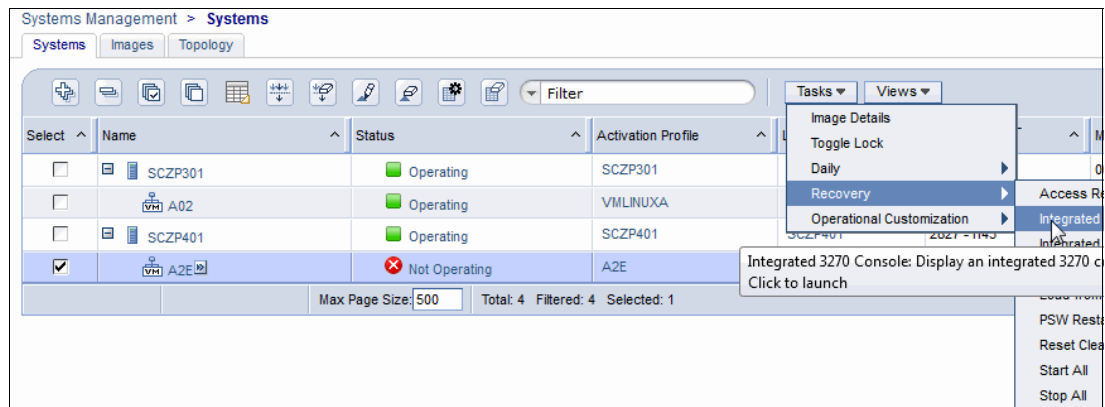 Systems Management > Systems
Systems Images Topology
Filter Tasks Views
Select Name Status Activation Profile
Image Details
Toggle Lock
Daily
Recovery
Operational Customization
SCZP301 Operating SCZP301
A02 Operating VMLINUXA
SCZP401 Operating SCZP401 SCZP401
A2E Not Operating A2E
Access
Integrated
Integrated
Integrated 3270 Console: Display an integrated 3270
Click to launch
Max Page Size: 500 Total: 4 Filtered: 4 Selected: 1
PSW
Reset
Start All
Stop All